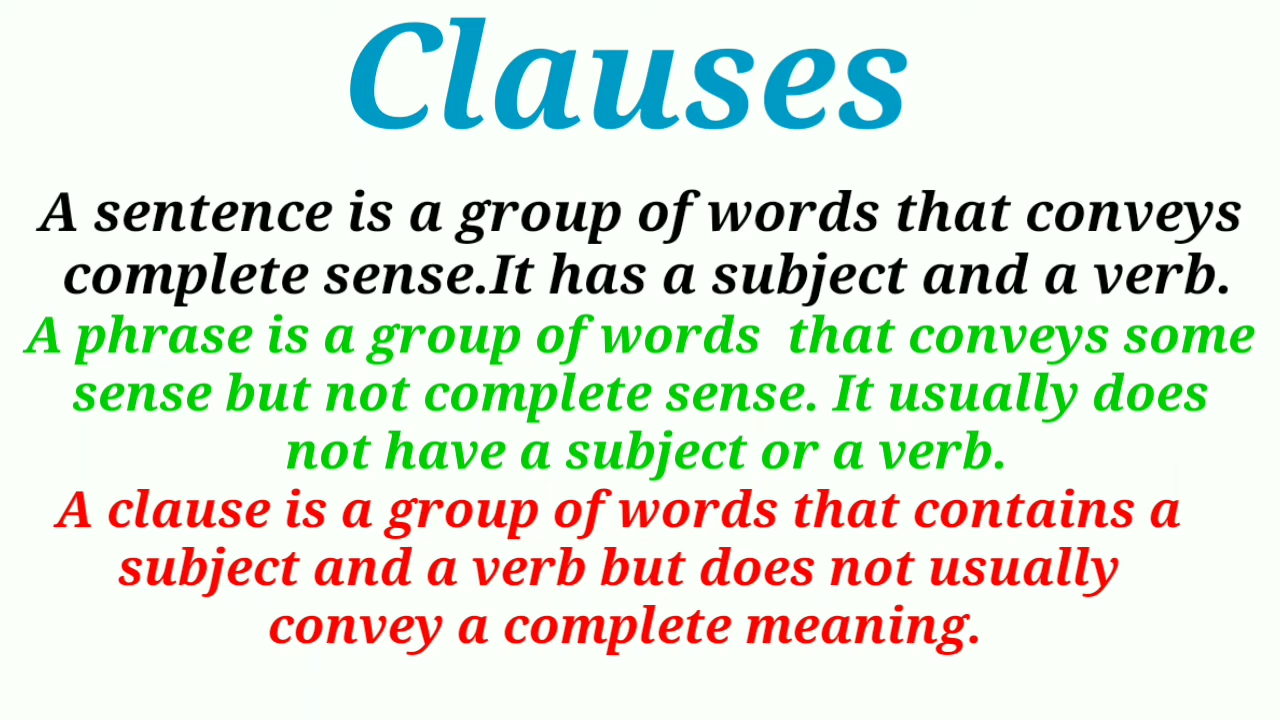 Clauses
A sentence is a group of words that conveys
complete sense.It has a subject and a verb.
A phrase is a group of words  that conveys some
sense but not complete sense. It usually does
not have a subject or a verb.
A clause is a group of words that contains a
subject and a verb but does not usually
convey a complete meaning.